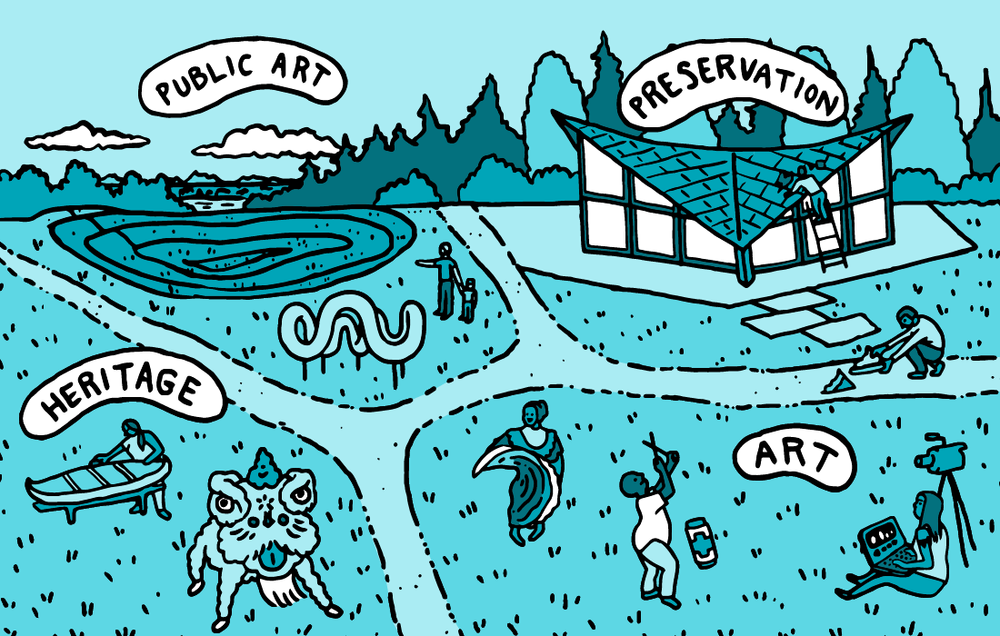 PUBLIC ART
PRESERVATION
HERITAGE
ART